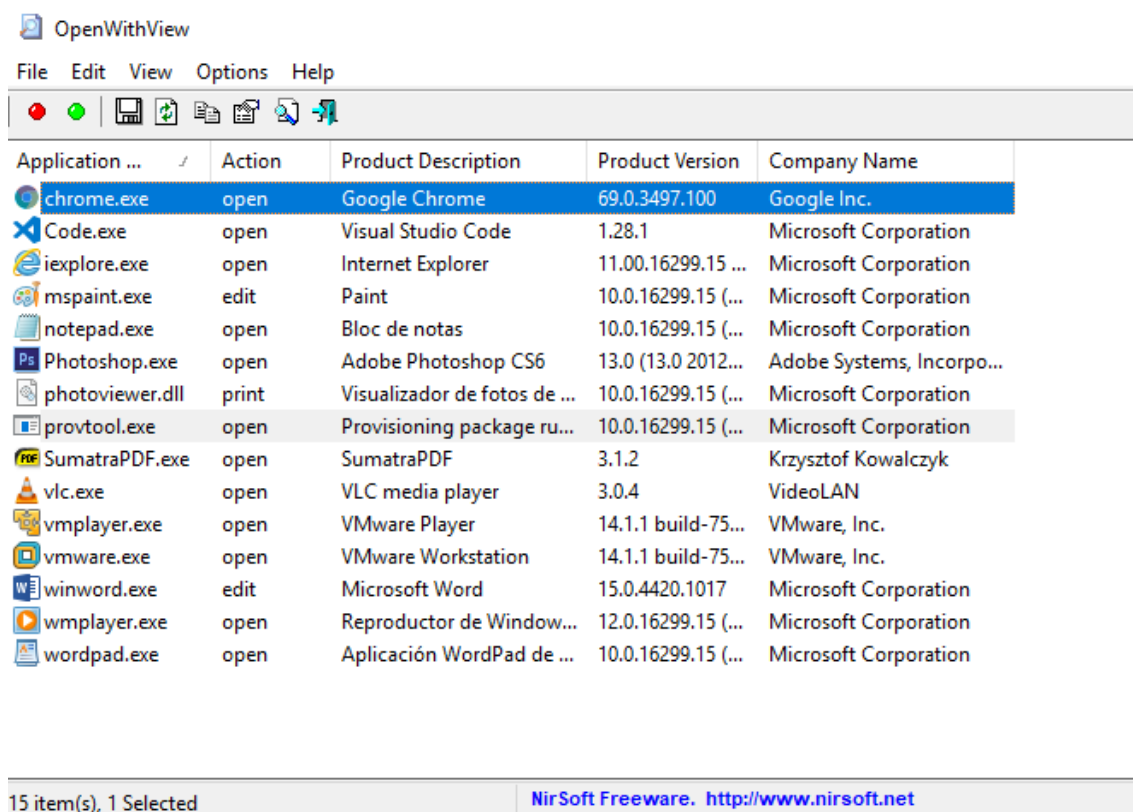 OpenWithView
File Edit View Options Help
Application ... Action Product Description Product Version Company Name
chrome.exe open Google Chrome 69.0.3497.100 Google Inc.
Code.exe open Visual Studio Code 1.28.1 Microsoft Corporation
iexplore.exe open Internet Explorer 11.00.16299.15 ... Microsoft Corporation
mspaint.exe edit Paint 10.0.16299.15 (... Microsoft Corporation
notepad.exe open Bloc de notas 10.0.16299.15 (... Microsoft Corporation
Ps Photoshop.exe open Adobe Photoshop CS6 13.0 (13.0 2012... Adobe Systems, Incorpo...
photoviewer.dll print Visualizador de fotos de ... 10.0.16299.15 (... Microsoft Corporation
provtool.exe open Provisioning package ru... 10.0.16299.15 (... Microsoft Corporation
PDF SumatraPDF.exe open SumatraPDF 3.1.2 Krzysztof Kowalczyk
vlc.exe open VLC media player 3.0.4 VideoLAN
vmplayer.exe open VMware Player 14.1.1 build-75... VMware, Inc.
vmware.exe open VMware Workstation 14.1.1 build-75... VMware, Inc.
W winword.exe edit Microsoft Word 15.0.4420.1017 Microsoft Corporation
wmplayer.exe open Reproductor de Window... 12.0.16299.15 (... Microsoft Corporation
wordpad.exe open Aplicación WordPad de ... 10.0.16299.15 (... Microsoft Corporation
15 item(s), 1 Selected NirSoft Freeware. http://www.nirsoft.net